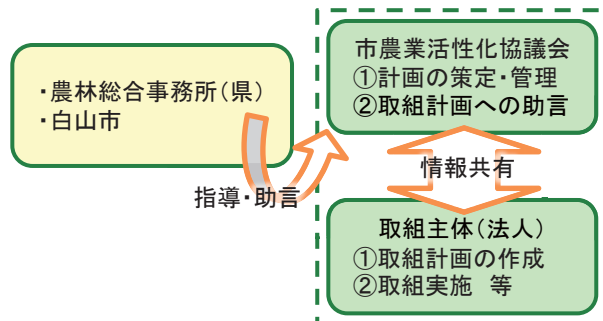 ・農林総合事務所(県)
・白山市
指導・助言
市農業活性化協議会
①計画の策定・管理
②取組計画への助言
情報共有
取組主体(法人)
①取組計画の作成
②取組実施　等